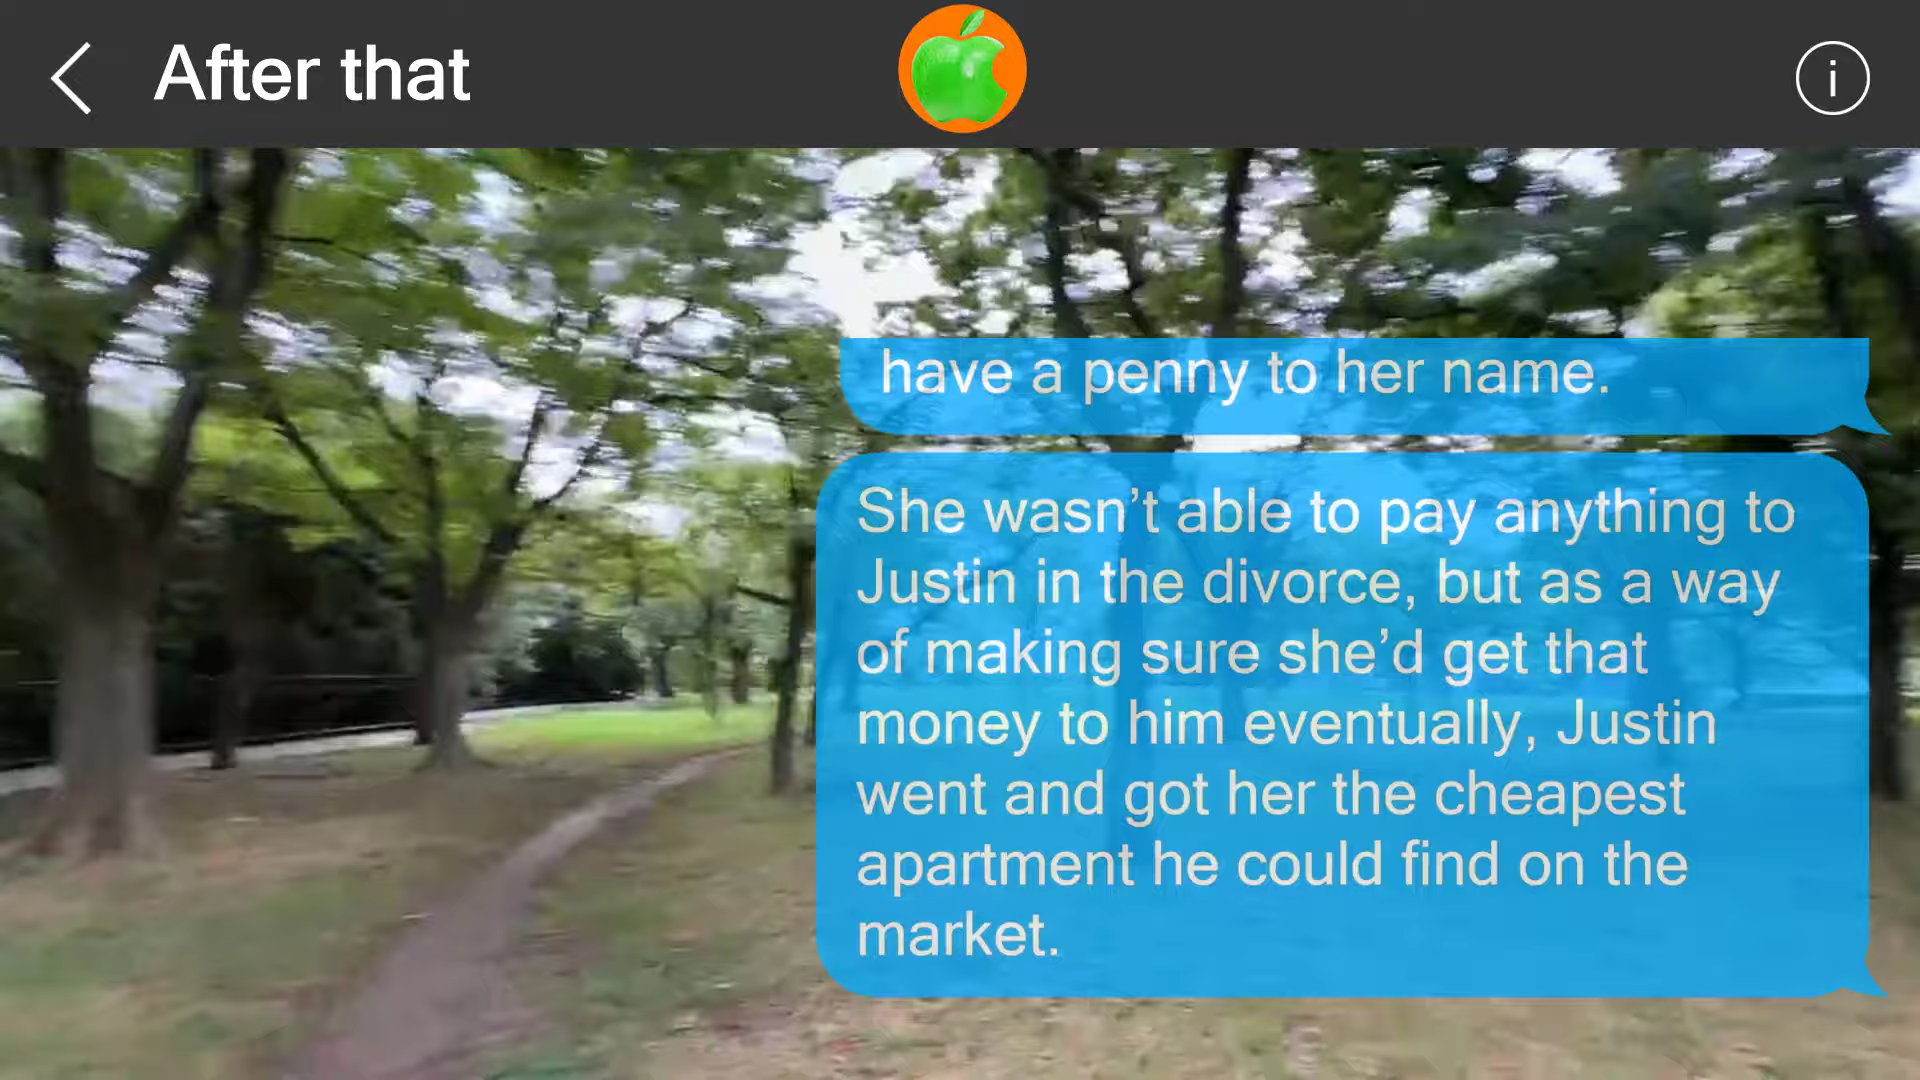 After that
i
have a penny to her name.
She wasn’t able to pay anything to
Justin in the divorce, but as a way
of making sure she’d get that
money to him eventually, Justin
went and got her the cheapest
apartment he could find on the
market.